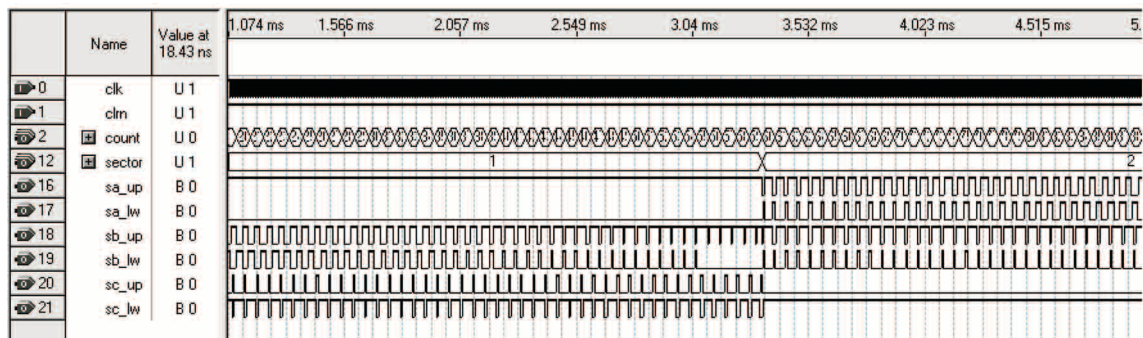 1.074 ms 1.566 ms 2.057 ms 2.549 ms 3.04 ms 3.532 ms 4.023 ms 4.515 ms 5.
Name Value at 18.43 ns
0 clk U 1
1 clrn U 1
2 count U 0
12 sector U 1 1 2
16 sa_up B 0
17 sa_lw B 0
18 sb_up B 0
19 sb_lw B 0
20 sc_up B 0
21 sc_lw B 0